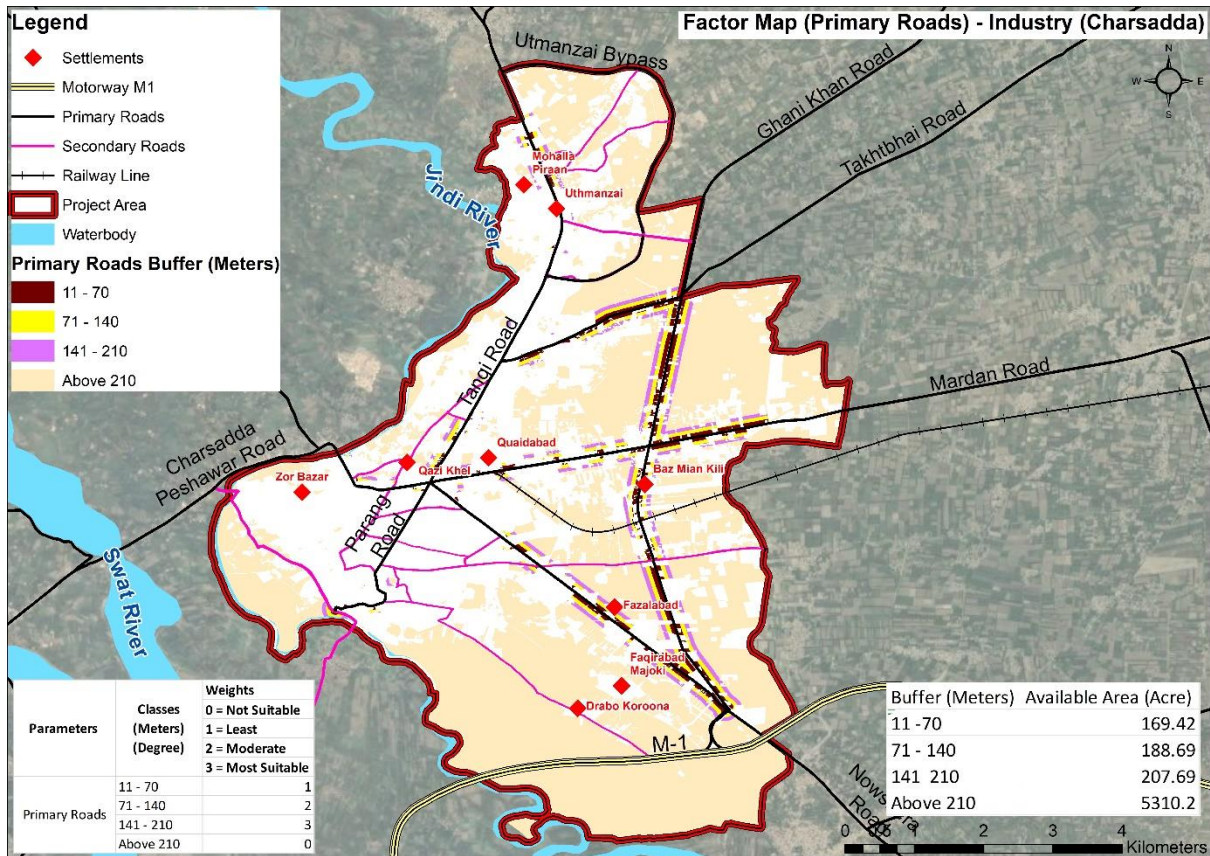 Factor Map (Primary Roads) - Industry (Charsadda)
Legend
Settlements
Motorway M1
Primary Roads
Secondary Roads
Railway Line
Project Area
Waterbody
Primary Roads Buffer (Meters)
11 - 70
71 - 140
141 - 210
Above 210
N
W
E
S
Utmanzai Bypass
Ghani Khan Road
Takhtbhai Road
Mohalla
Piraan
Uthmanzai
Jindi River
Tangi Road
Mardan Road
Charsadda
Peshawar Road
Quaidabad
Qazi Khel
Baz Mian Kili
Zor Bazar
Parang
Road
Swat River
Fazalabad
Faqirabad
Majoki
Drabo Koroona
M-1
Nowshera
Road
Parameters
Classes
(Meters)
(Degree)
Weights
0 = Not Suitable
1 = Least
2 = Moderate
3 = Most Suitable
Primary Roads
11 - 70 1
71 - 140 2
141 - 210 3
Above 210 0
Buffer (Meters) Available Area (Acre)
11 -70 169.42
71 - 140 188.69
141 210 207.69
Above 210 5310.2
0 0.5 1 2 3 4
Kilometers